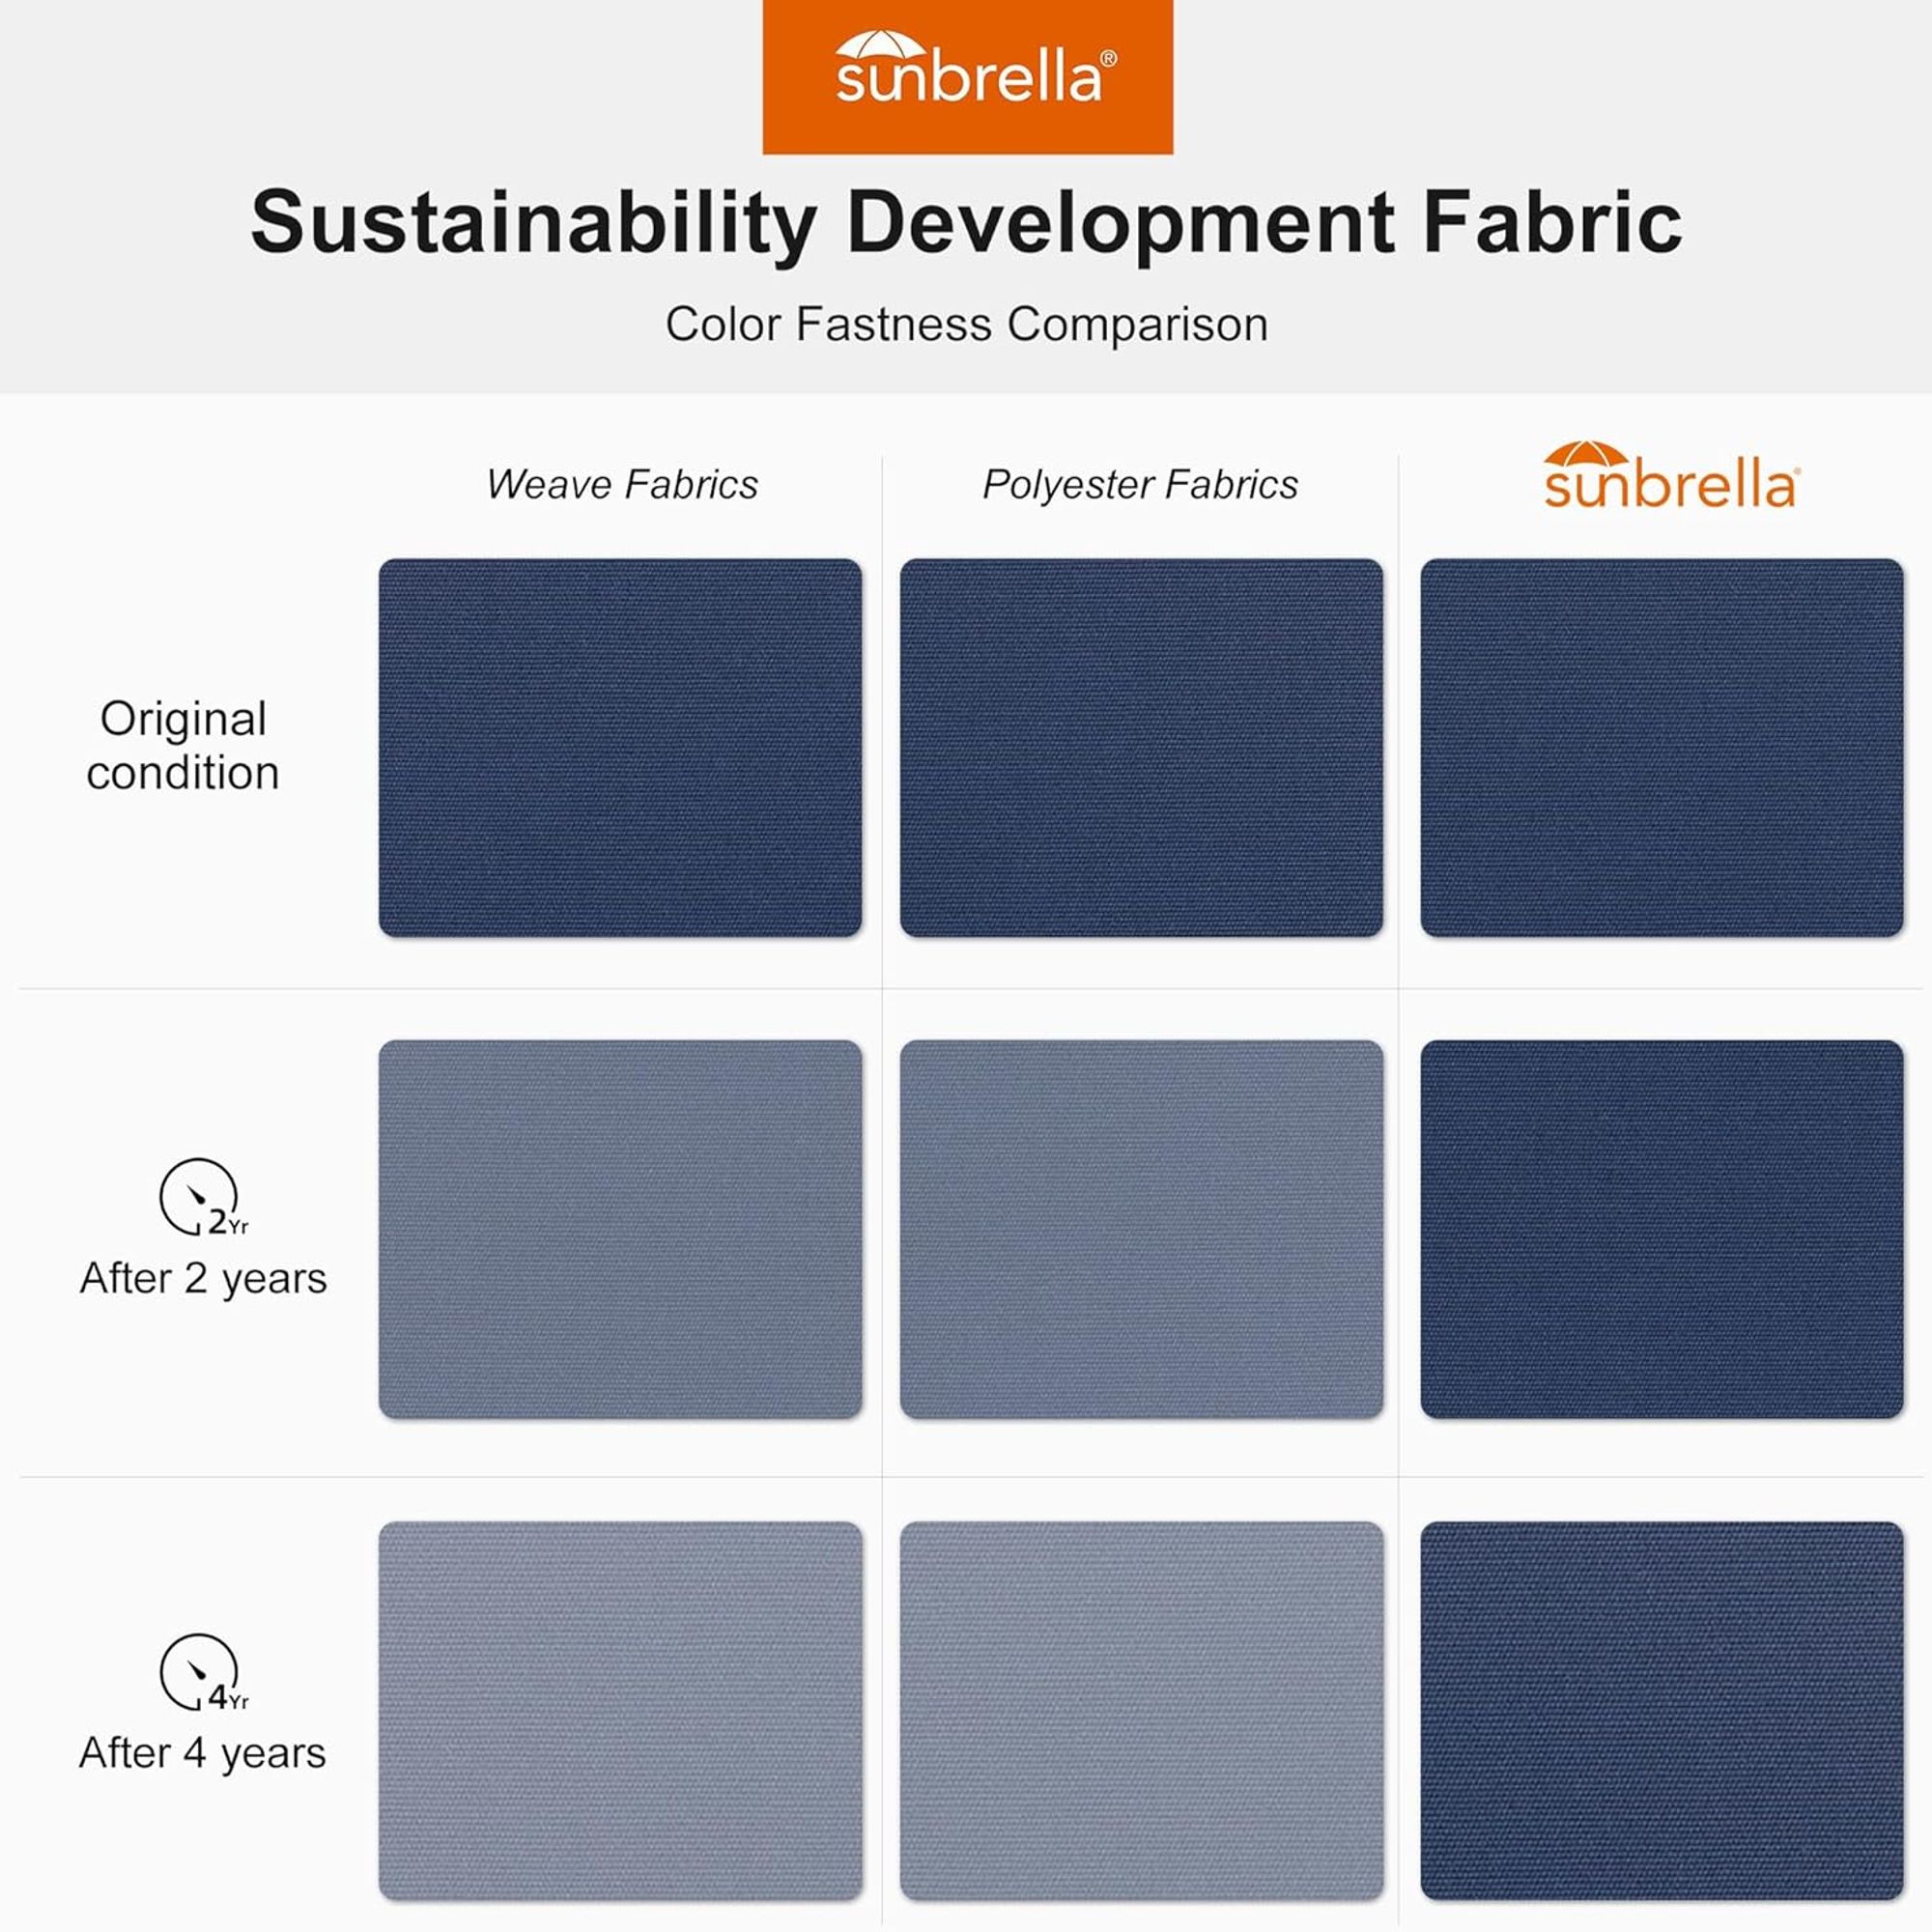 sunbrella®
Sustainability Development Fabric
Color Fastness Comparison
Weave Fabrics
Polyester Fabrics
sunbrella®
Original
condition
2Yr
After 2 years
4Yr
After 4 years